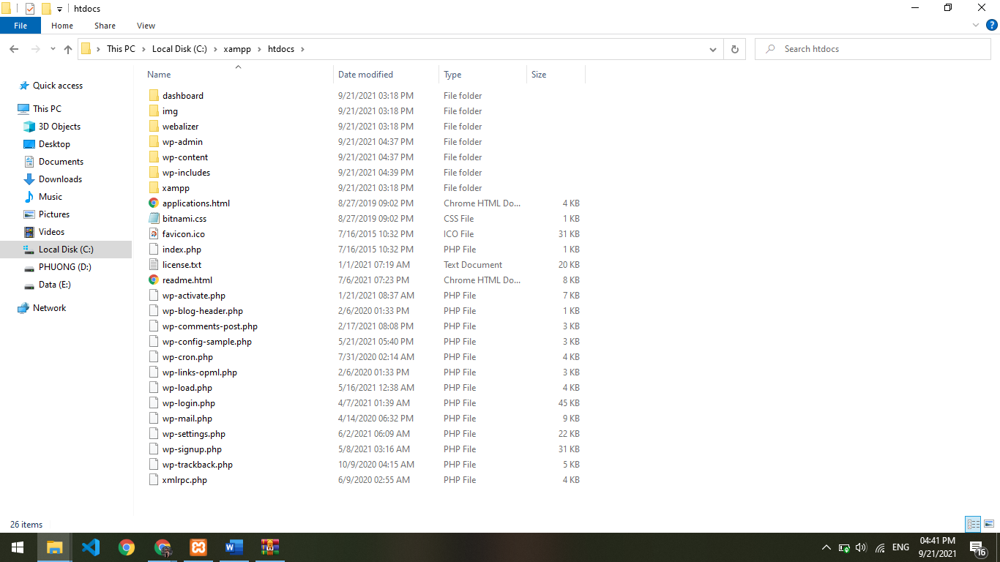 htdocs
File Home Share View
This PC Local Disk (C:) xampp htdocs Search htdocs
Name Date modified Type Size
Quick access
This PC
3D Objects
Desktop
Documents
Downloads
Music
Pictures
Videos
Local Disk (C:)
PHUONG (D:)
Data (E:)
Network
dashboard 9/21/2021 03:18 PM File folder
img 9/21/2021 03:18 PM File folder
webalizer 9/21/2021 03:18 PM File folder
wp-admin 9/21/2021 04:37 PM File folder
wp-content 9/21/2021 04:37 PM File folder
wp-includes 9/21/2021 04:39 PM File folder
xampp 9/21/2021 03:18 PM File folder
applications.html 8/27/2019 09:02 PM Chrome HTML Do... 4 KB
bitnami.css 8/27/2019 09:02 PM CSS File 1 KB
favicon.ico 7/16/2015 10:32 PM ICO File 31 KB
index.php 7/16/2015 10:32 PM PHP File 1 KB
license.txt 1/1/2021 07:19 AM Text Document 20 KB
readme.html 7/6/2021 07:23 PM Chrome HTML Do... 8 KB
wp-activate.php 1/21/2021 08:37 AM PHP File 7 KB
wp-blog-header.php 2/6/2020 01:33 PM PHP File 1 KB
wp-comments-post.php 2/17/2021 08:08 PM PHP File 3 KB
wp-config-sample.php 5/21/2021 05:40 PM PHP File 3 KB
wp-cron.php 7/31/2020 02:14 AM PHP File 4 KB
wp-links-opml.php 2/6/2020 01:33 PM PHP File 3 KB
wp-load.php 5/16/2021 12:38 AM PHP File 4 KB
wp-login.php 4/7/2021 01:39 AM PHP File 45 KB
wp-mail.php 4/14/2020 06:32 PM PHP File 9 KB
wp-settings.php 6/2/2021 06:09 AM PHP File 22 KB
wp-signup.php 5/8/2021 03:16 AM PHP File 31 KB
wp-trackback.php 10/9/2020 04:15 AM PHP File 5 KB
xmlrpc.php 6/9/2020 02:55 AM PHP File 4 KB
26 items
ENG 04:41 PM
9/21/2021
16